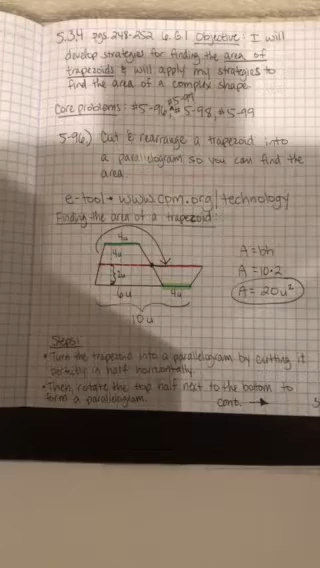 5.3.4 pgs. 248-252 6.G.1 Objective: I will
develop strategies for finding the area of
trapezoids & will apply my strategies to
find the area of a complex shape.
Core problems: #5-96, #5-97, #5-98, #5-99
5-96) Cut & rearrange a trapezoid into
a parallelogram so you can find the
area.
e-tool • www.cpm.org/technology
Finding the area of a trapezoid:
4u
4u
2u
6u
4u
10u
A = bh
A = 10 • 2
A = 20u²
Steps:
• Turn the trapezoid into a parallelogram by cutting it
in half horizontally.
• Then, rotate the top half next to the bottom to
form a parallelogram.
cont. →